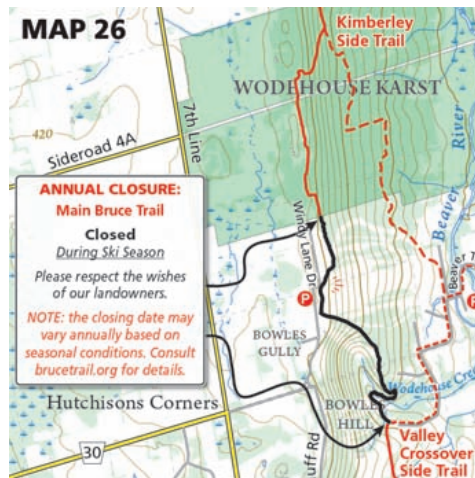 MAP 26
Kimberley
Side Trail
WODEHOUSE KARST
7th Line
420
Sideroad 4A
River
Beaver
ANNUAL CLOSURE:
Main Bruce Trail
Closed
During Ski Season
Please respect the wishes
of our landowners.
NOTE: the closing date may
vary annually based on
seasonal conditions. Consult
brucetrail.org for details.
Windy Lane Dr
P
Beaver
P
BOWLES
GULLY
Wodehouse
Hutchisons Corners
BOWLES
HILL
30
uff Rd
Valley
Crossover
Side Trail